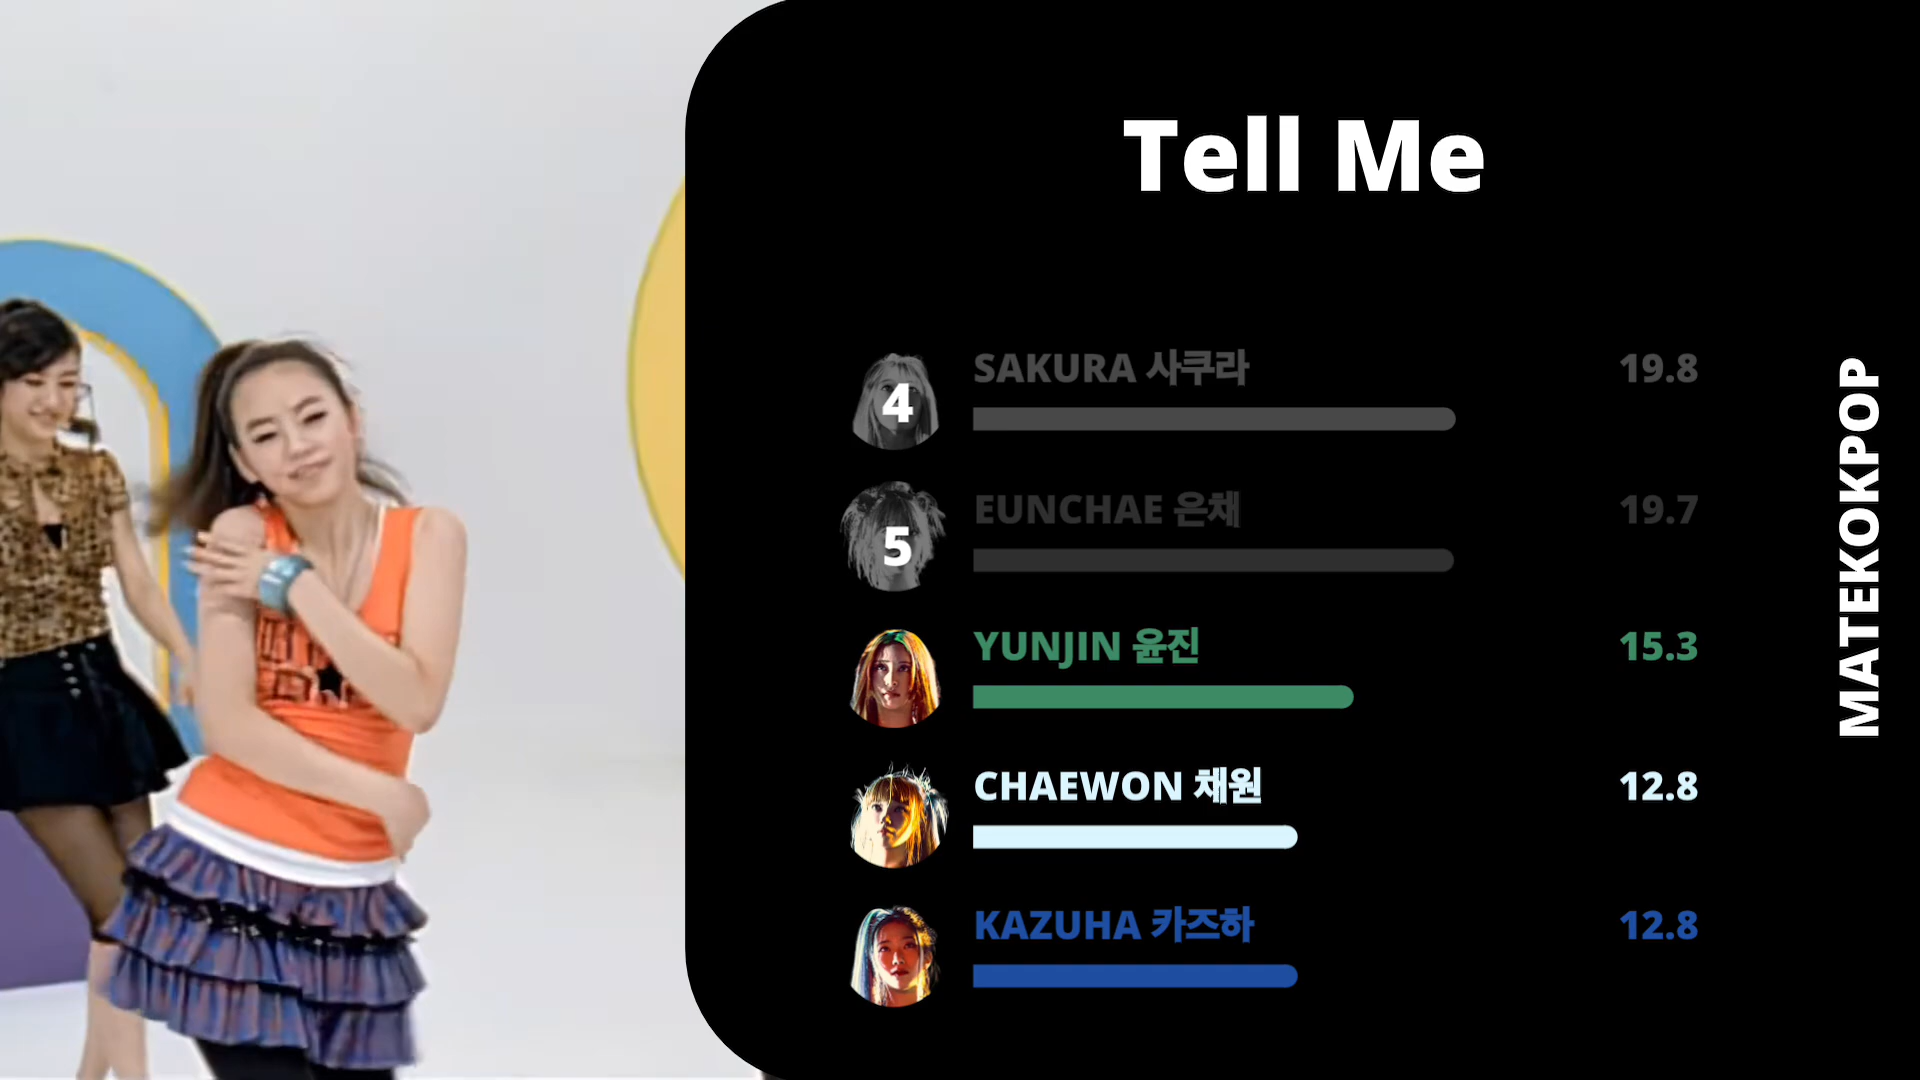 Tell Me
SAKURA 사쿠라 19.8
4
EUNCHAE 은채 19.7
5
YUNJIN 윤진 15.3
CHAEWON 채원 12.8
KAZUHA 카즈하 12.8
MATEKOKPOP